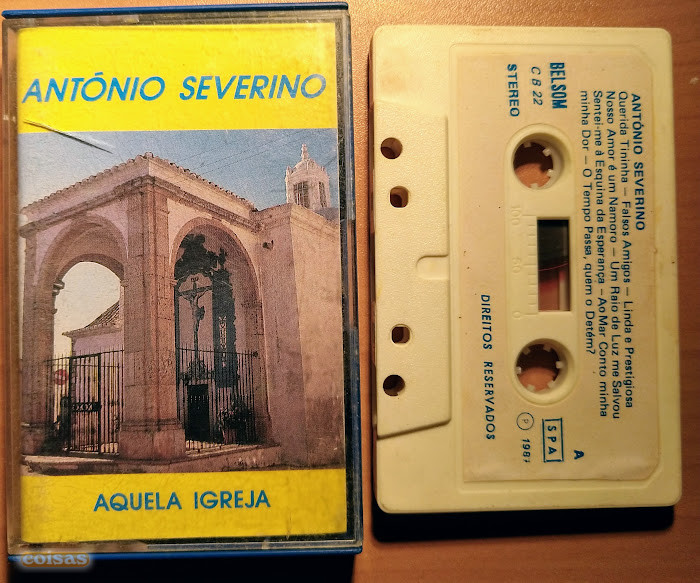 ANTÓNIO SEVERINO
AQUELA IGREJA
coisas
ANTÓNIO SEVERINO
Querida Tininha – Falsos Amigos – Linda e Prestigiosa
Nosso Amor é um Namoro – Um Raio de Luz me Salvou
Sentei-me à Esquina da Esperança – Ao Mar Conto minha
minha Dor – O Tempo Passa, quem o Detém?
BELSOM
CB 22
STEREO
A
SPA
DIREITOS RESERVADOS